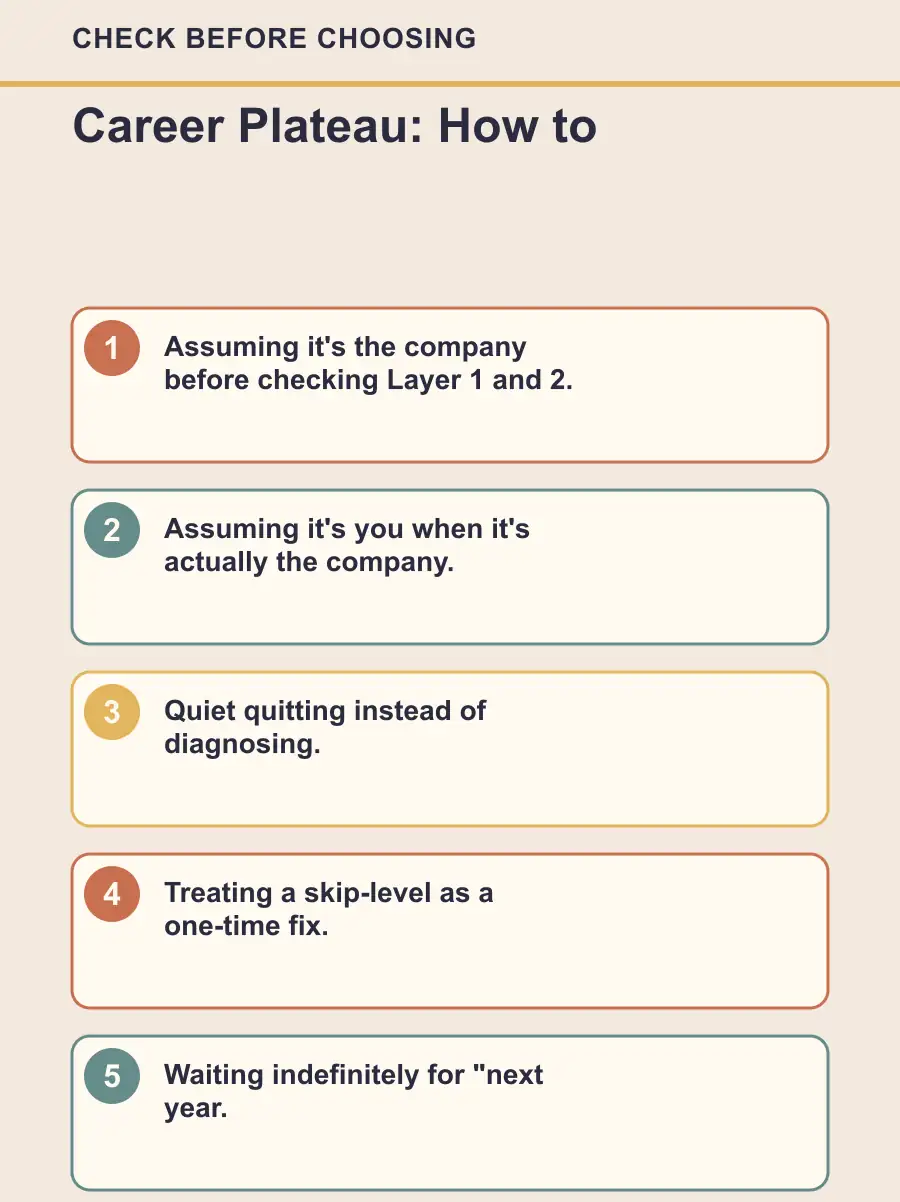 CHECK BEFORE CHOOSING
Career Plateau: How to
1
Assuming it's the company
before checking Layer 1 and 2.
2
Assuming it's you when it's
actually the company.
3
Quiet quitting instead of
diagnosing.
4
Treating a skip-level as a
one-time fix.
5
Waiting indefinitely for "next
year.